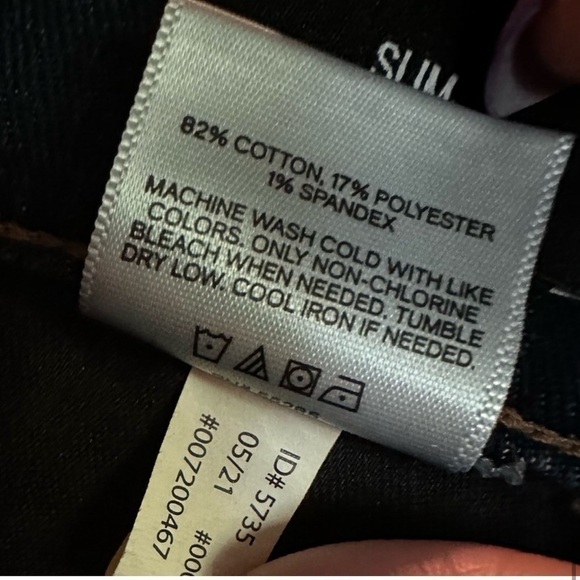 SLIM
82% COTTON, 17% POLYESTER
1% SPANDEX
MACHINE WASH COLD WITH LIKE
COLORS. ONLY NON-CHLORINE
BLEACH WHEN NEEDED. TUMBLE
DRY LOW. COOL IRON IF NEEDED.
ID# 5735
05/21
#007200467